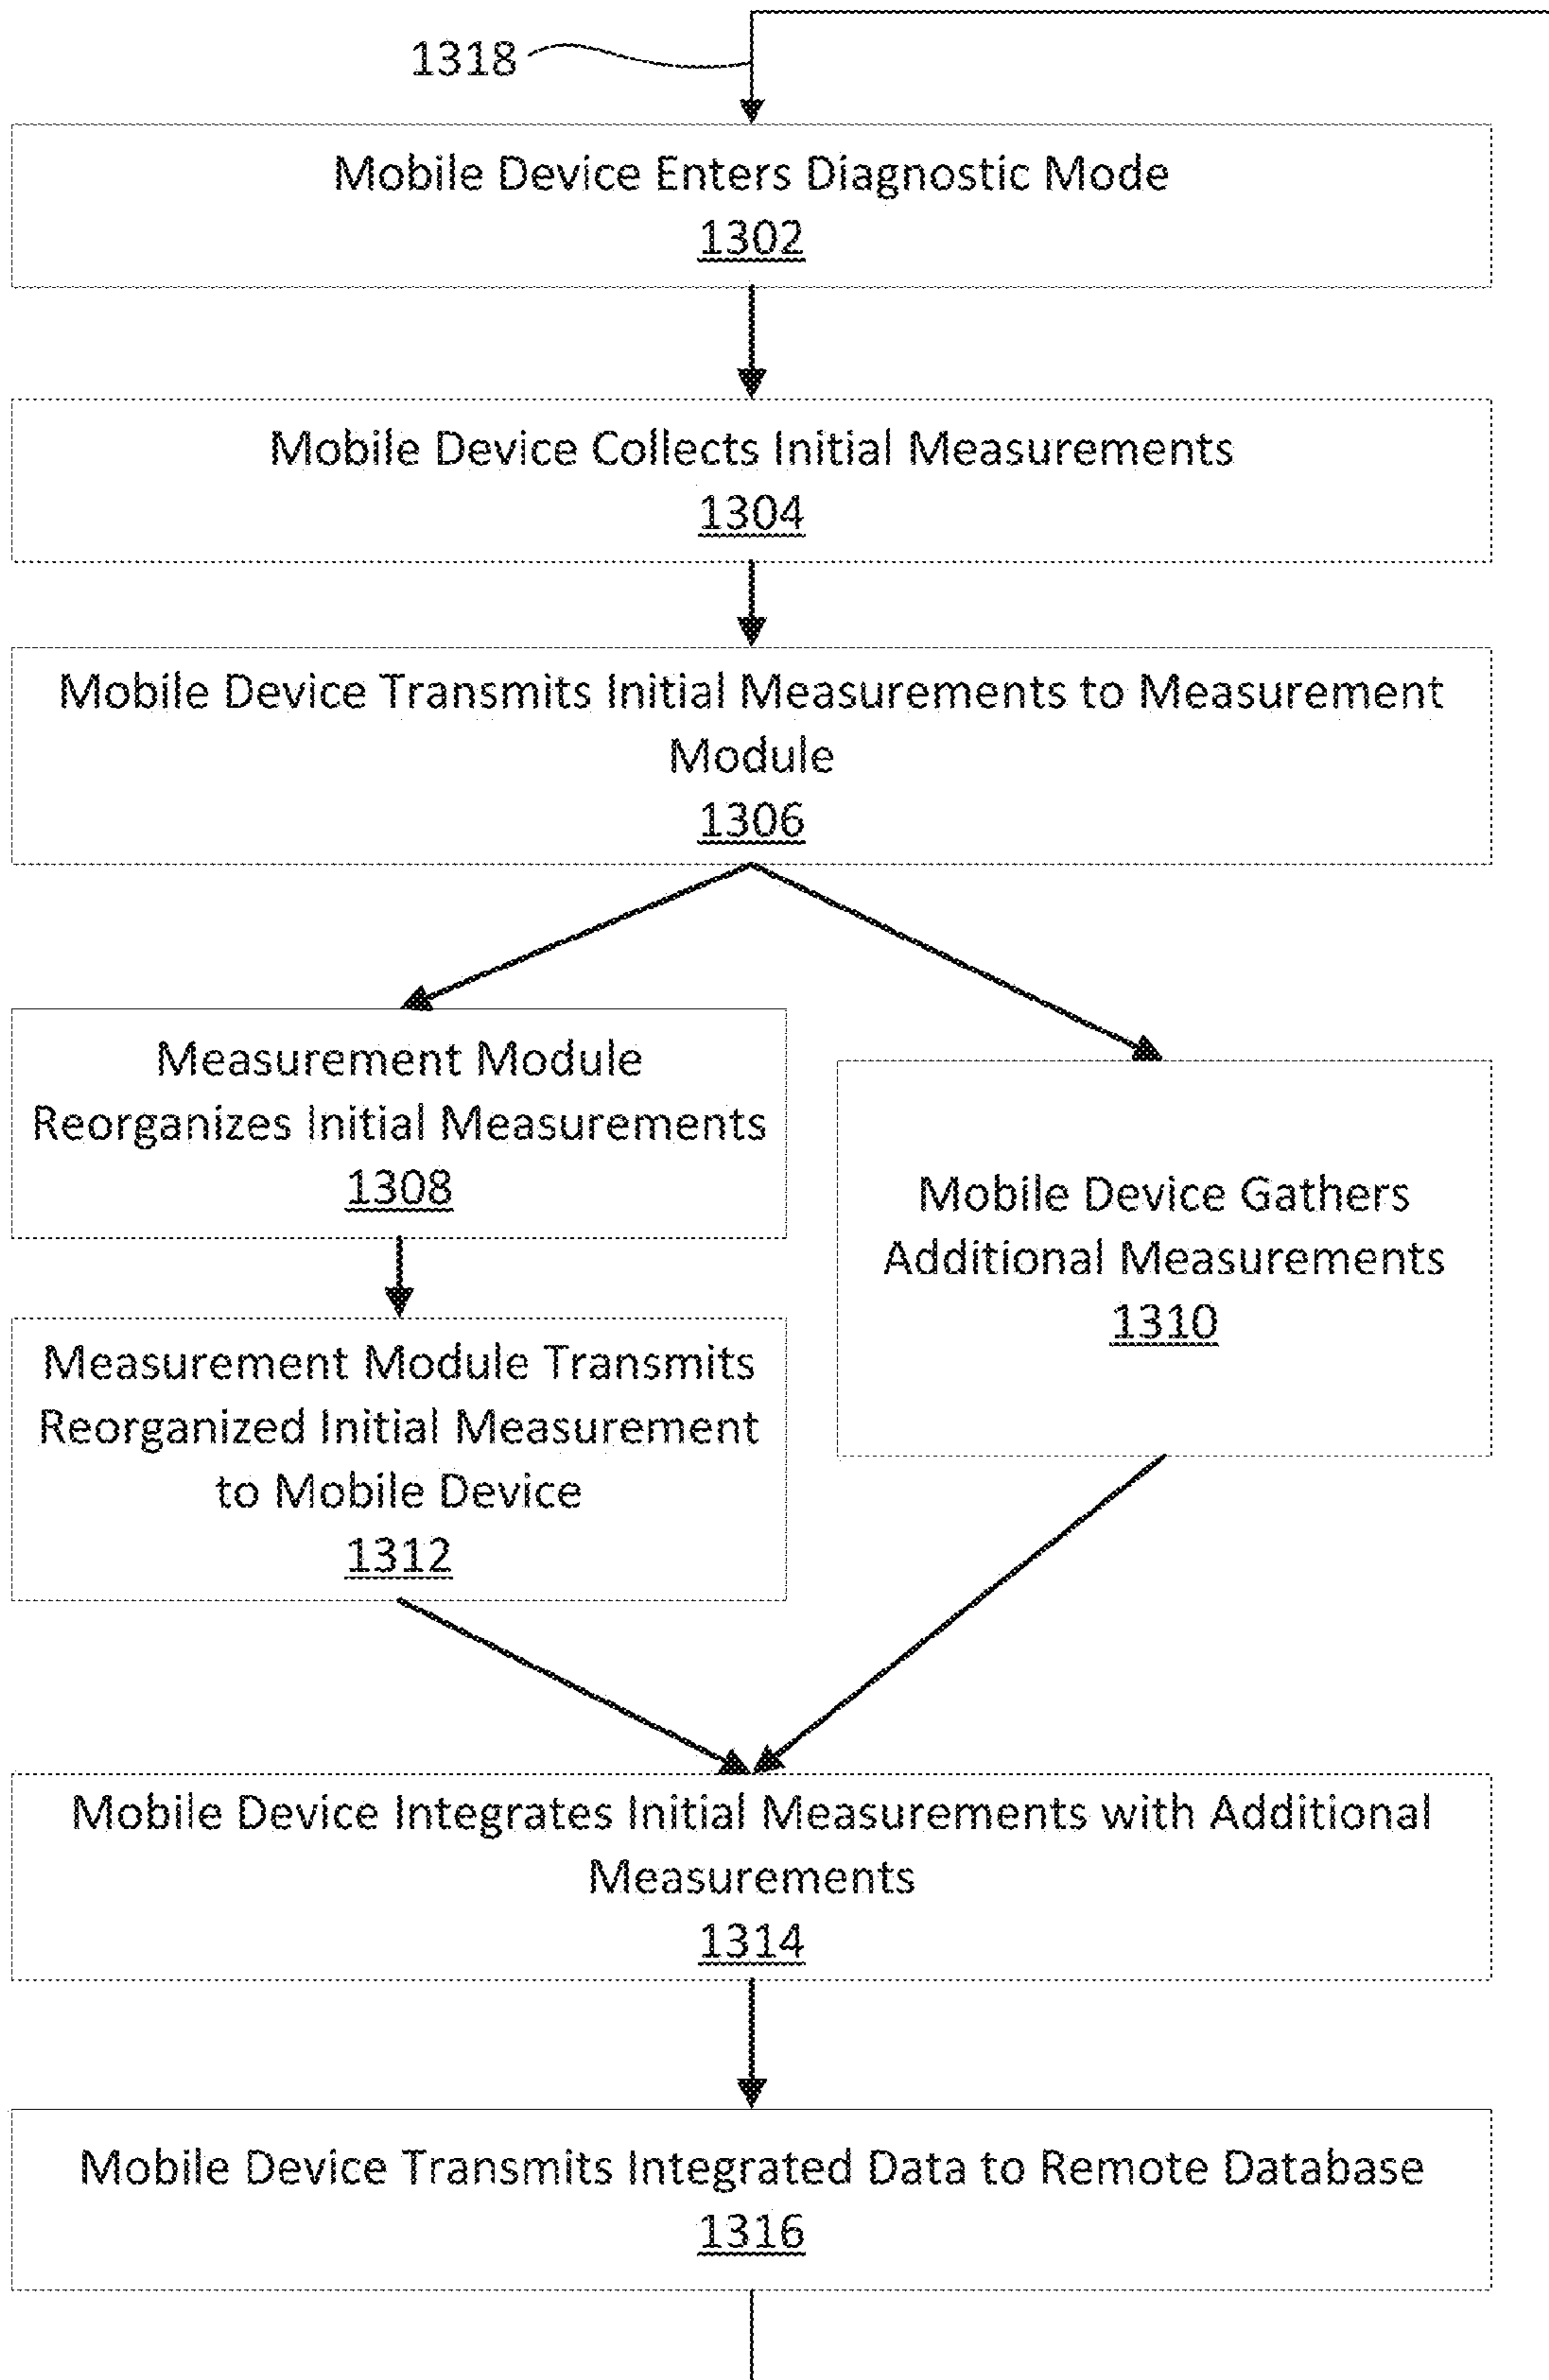 1318
Mobile Device Enters Diagnostic Mode
1302
Mobile Device Collects Initial Measurements
1304
Mobile Device Transmits Initial Measurements to Measurement
Module
1306
Measurement Module
Reorganizes Initial Measurements
1308
Mobile Device Gathers
Additional Measurements
1310
Measurement Module Transmits
Reorganized Initial Measurement
to Mobile Device
1312
Mobile Device Integrates Initial Measurements with Additional
Measurements
1314
Mobile Device Transmits Integrated Data to Remote Database
1316